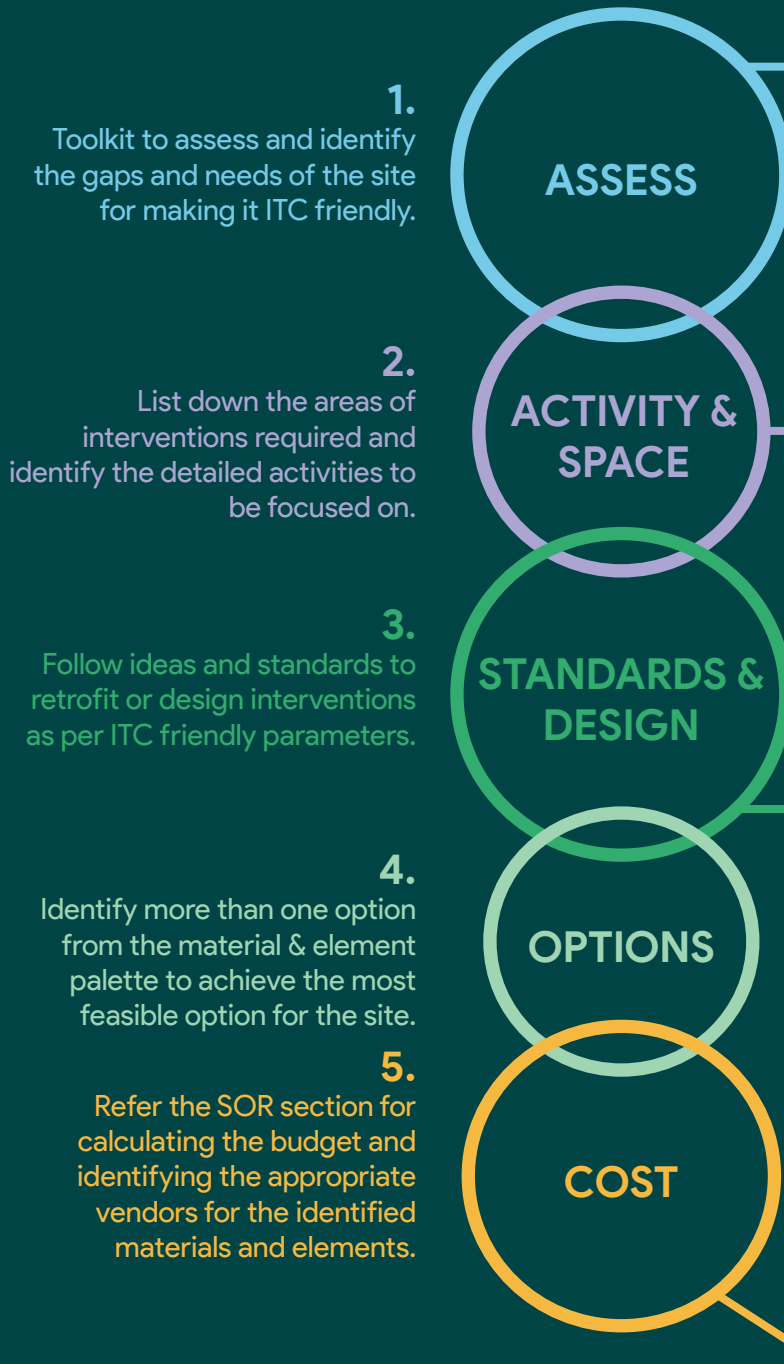 1.
Toolkit to assess and identify
the gaps and needs of the site
for making it ITC friendly.
ASSESS
2.
List down the areas of
interventions required and
identify the detailed activities to
be focused on.
ACTIVITY &
SPACE
3.
Follow ideas and standards to
retrofit or design interventions
as per ITC friendly parameters.
STANDARDS &
DESIGN
4.
Identify more than one option
from the material & element
palette to achieve the most
feasible option for the site.
OPTIONS
5.
Refer the SOR section for
calculating the budget and
identifying the appropriate
vendors for the identified
materials and elements.
COST